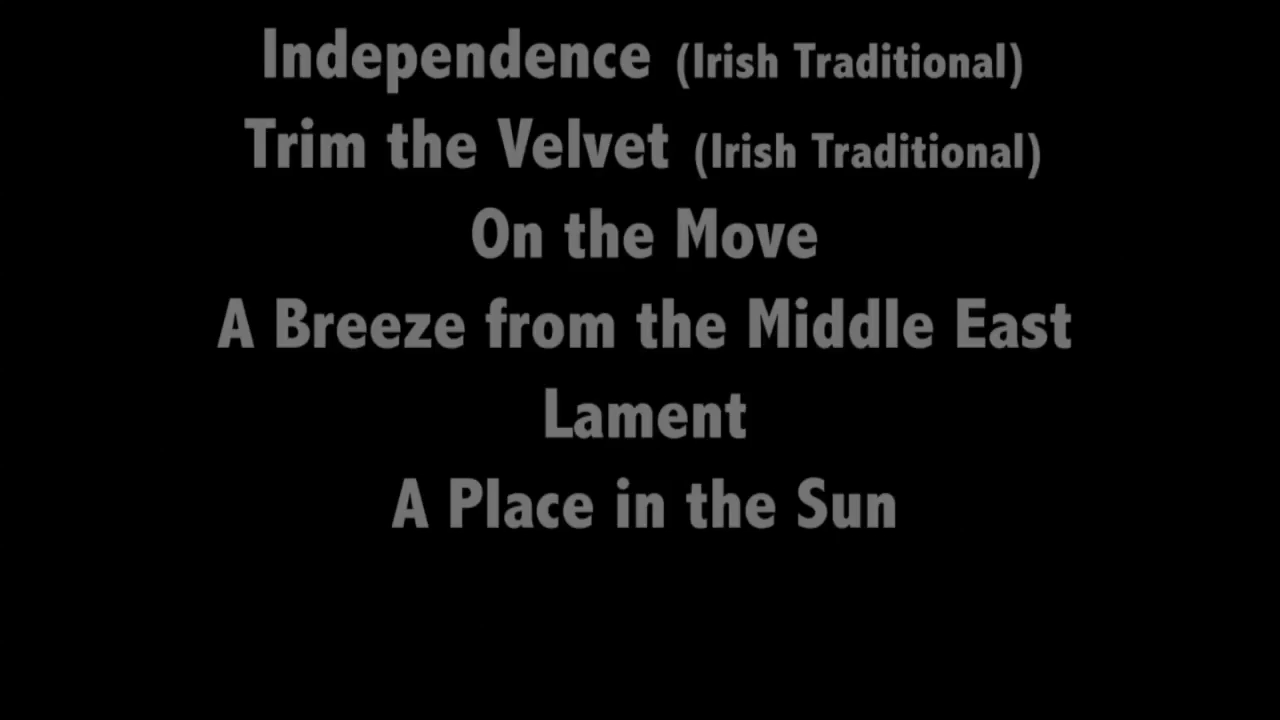 Independence (Irish Traditional)
Trim the Velvet (Irish Traditional)
On the Move
A Breeze from the Middle East
Lament
A Place in the Sun